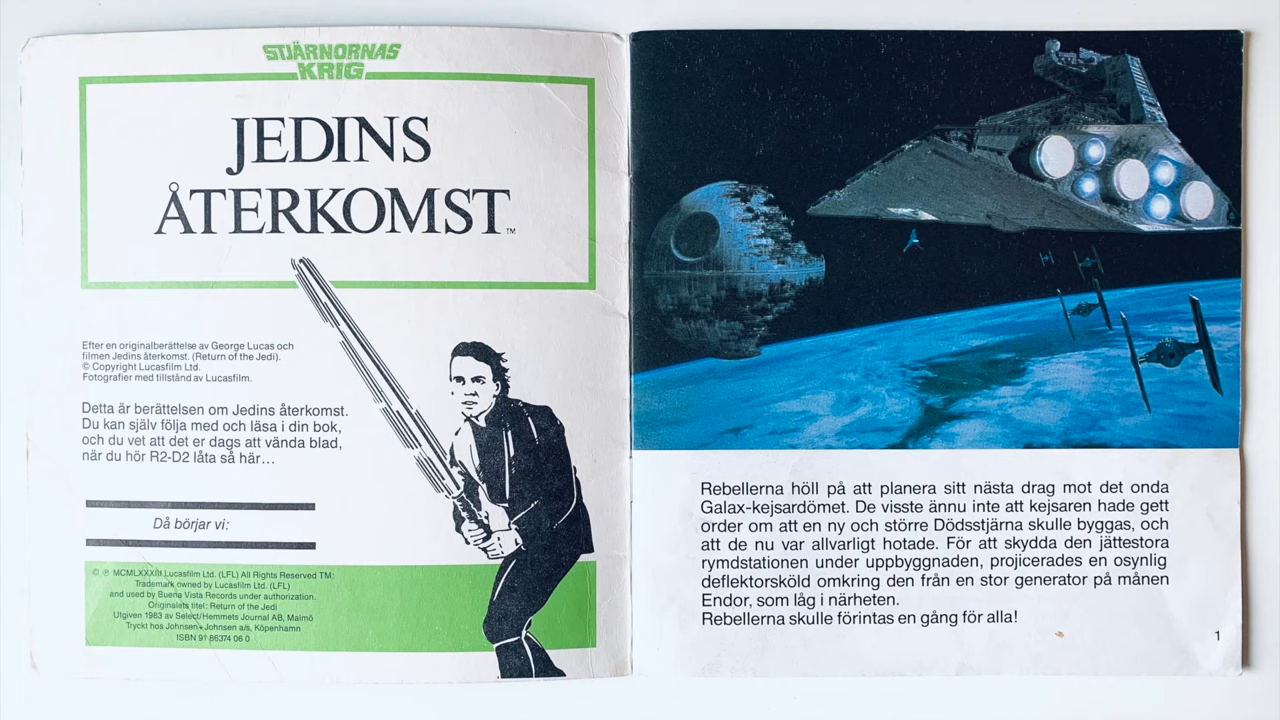 STJÄRNORNAS
KRIG
JEDINS
ÅTERKOMST™
Efter en originalberättelse av George Lucas och
filmen Jedins återkomst. (Return of the Jedi).
© Copyright Lucasfilm Ltd.
Fotografier med tillstånd av Lucasfilm.
Detta är berättelsen om Jedins återkomst.
Du kan själv följa med och läsa i din bok,
och du vet att det er dags att vända blad,
när du hör R2-D2 låta så här…
Då börjar vi:
© ℗ MCMLXXXIII Lucasfilm Ltd. (LFL) All Rights Reserved TM:
Trademark owned by Lucasfilm Ltd. (LFL)
and used by Buena Vista Records under authorization.
Originalets titel: Return of the Jedi
Utgiven 1983 av Select/Hemmets Journal AB, Malmö
Tryckt hos Johnsen + Johnsen a/s, Köpenhamn
ISBN 91 86374 06 0
Rebellerna höll på att planera sitt nästa drag mot det onda
Galax-kejsardömet. De visste ännu inte att kejsaren hade gett
order om att en ny och större Dödsstjärna skulle byggas, och
att de nu var allvarligt hotade. För att skydda den jättestora
rymdstationen under uppbyggnaden, projicerades en osynlig
deflektorsköld omkring den från en stor generator på månen
Endor, som låg i närheten.
Rebellerna skulle förintas en gång för alla!
1